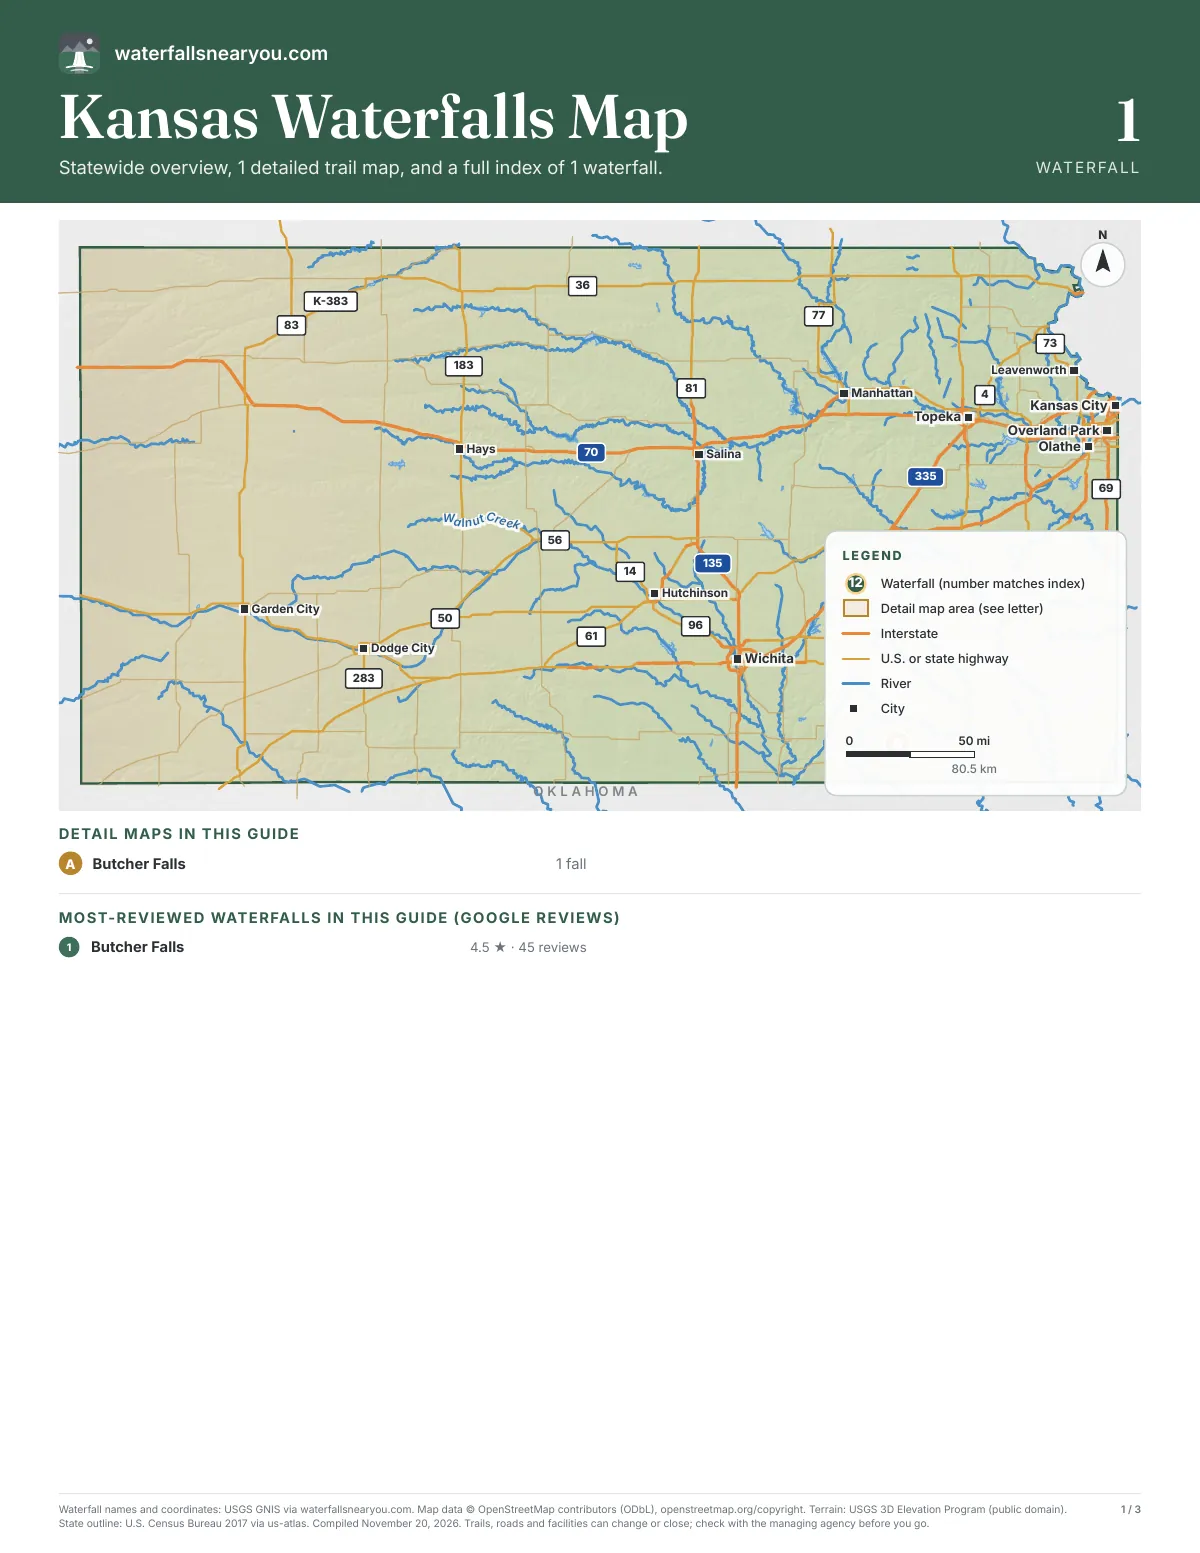 waterfallsnearyou.com
Kansas Waterfalls Map
1
Statewide overview, 1 detailed trail map, and a full index of 1 waterfall.
WATERFALL
N
36
K-383
83
77
73
183
Leavenworth
81
Manhattan
4
Kansas City
Topeka
Overland Park
Olathe
Hays
70
Salina
335
69
Walnut Creek
56
135
14
Hutchinson
Garden City
50
96
61
Dodge City
Wichita
283
OKLAHOMA
LEGEND
12 Waterfall (number matches index)
Detail map area (see letter)
Interstate
U.S. or state highway
River
City
0 50 mi
80.5 km
DETAIL MAPS IN THIS GUIDE
A Butcher Falls 1 fall
MOST-REVIEWED WATERFALLS IN THIS GUIDE (GOOGLE REVIEWS)
1 Butcher Falls 4.5 ★ · 45 reviews
Waterfall names and coordinates: USGS GNIS via waterfallsnearyou.com. Map data © OpenStreetMap contributors (ODbL), openstreetmap.org/copyright. Terrain: USGS 3D Elevation Program (public domain). 1 / 3
State outline: U.S. Census Bureau 2017 via us-atlas. Compiled November 20, 2026. Trails, roads and facilities can change or close; check with the managing agency before you go.